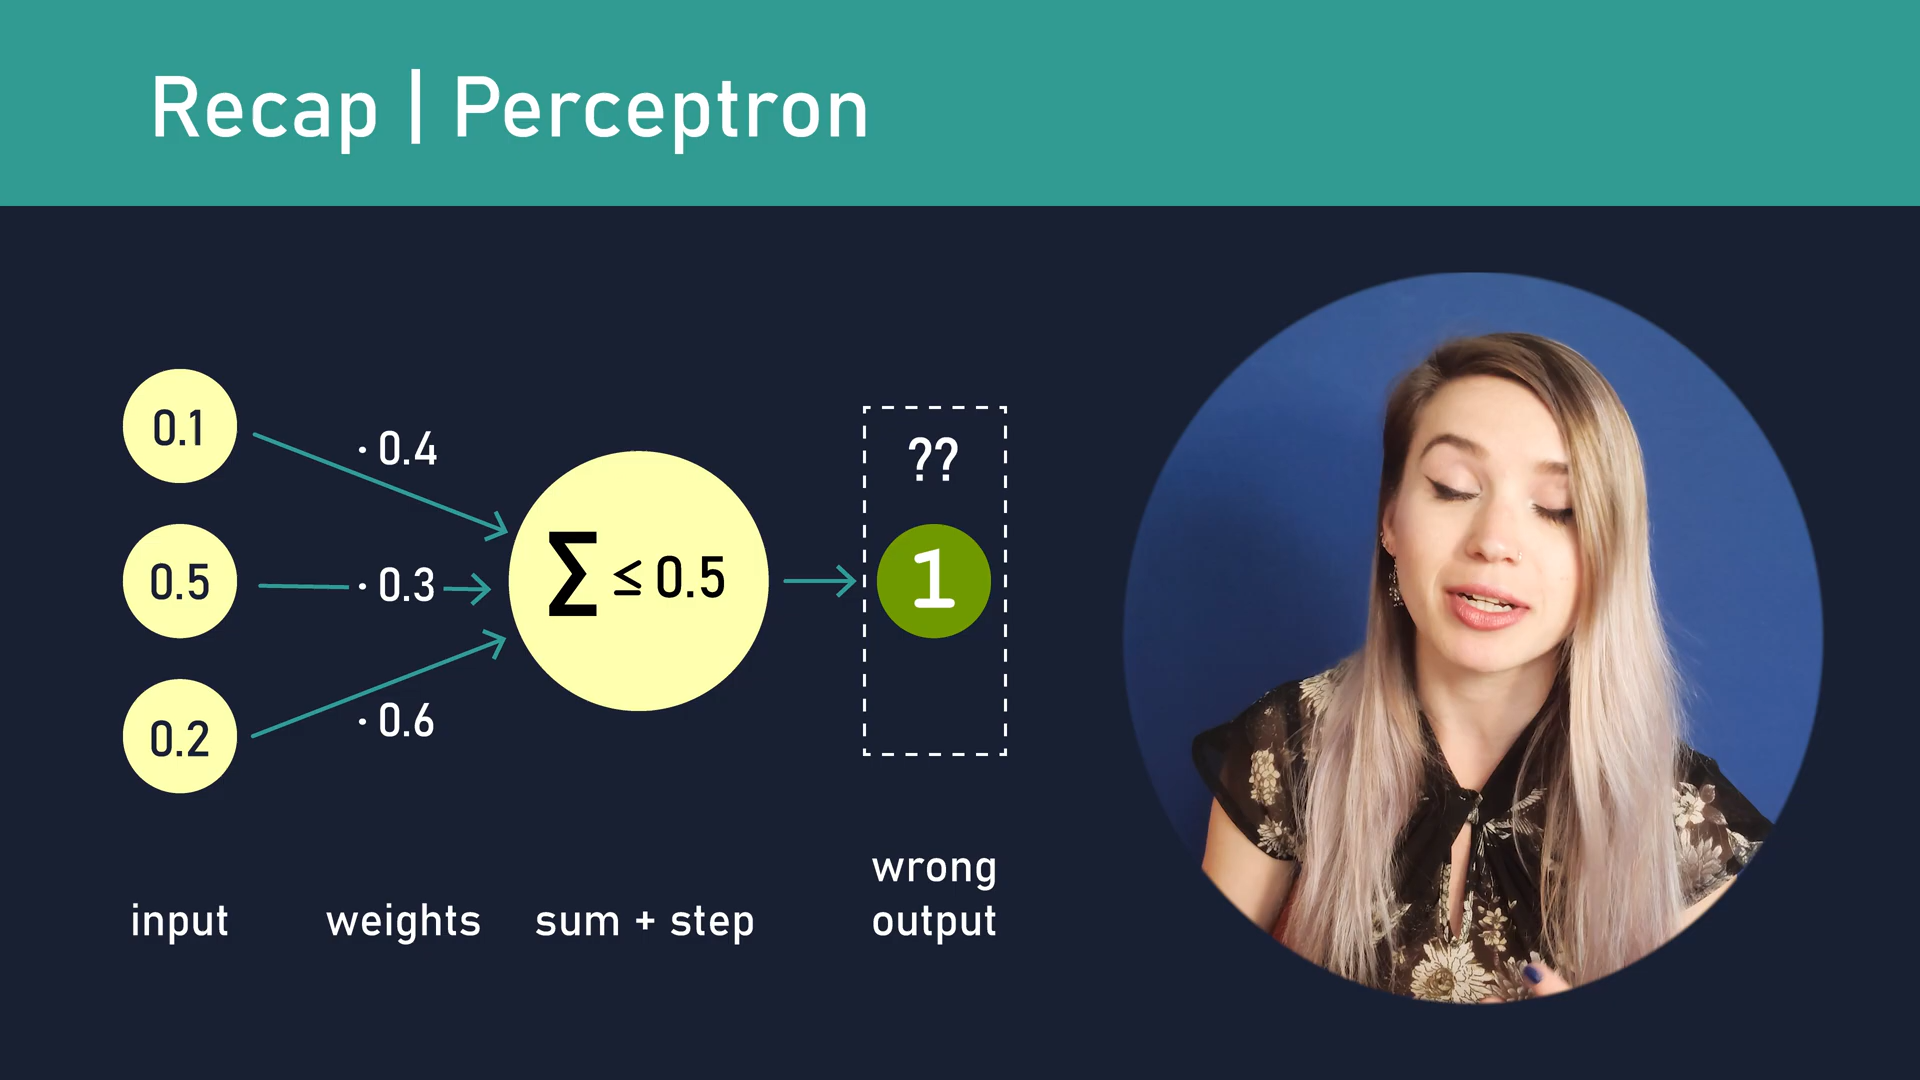 Recap | Perceptron
0.1
· 0.4
??
0.5
· 0.3
∑ ≤ 0.5
1
0.2
· 0.6
input
weights
sum + step
wrong
output